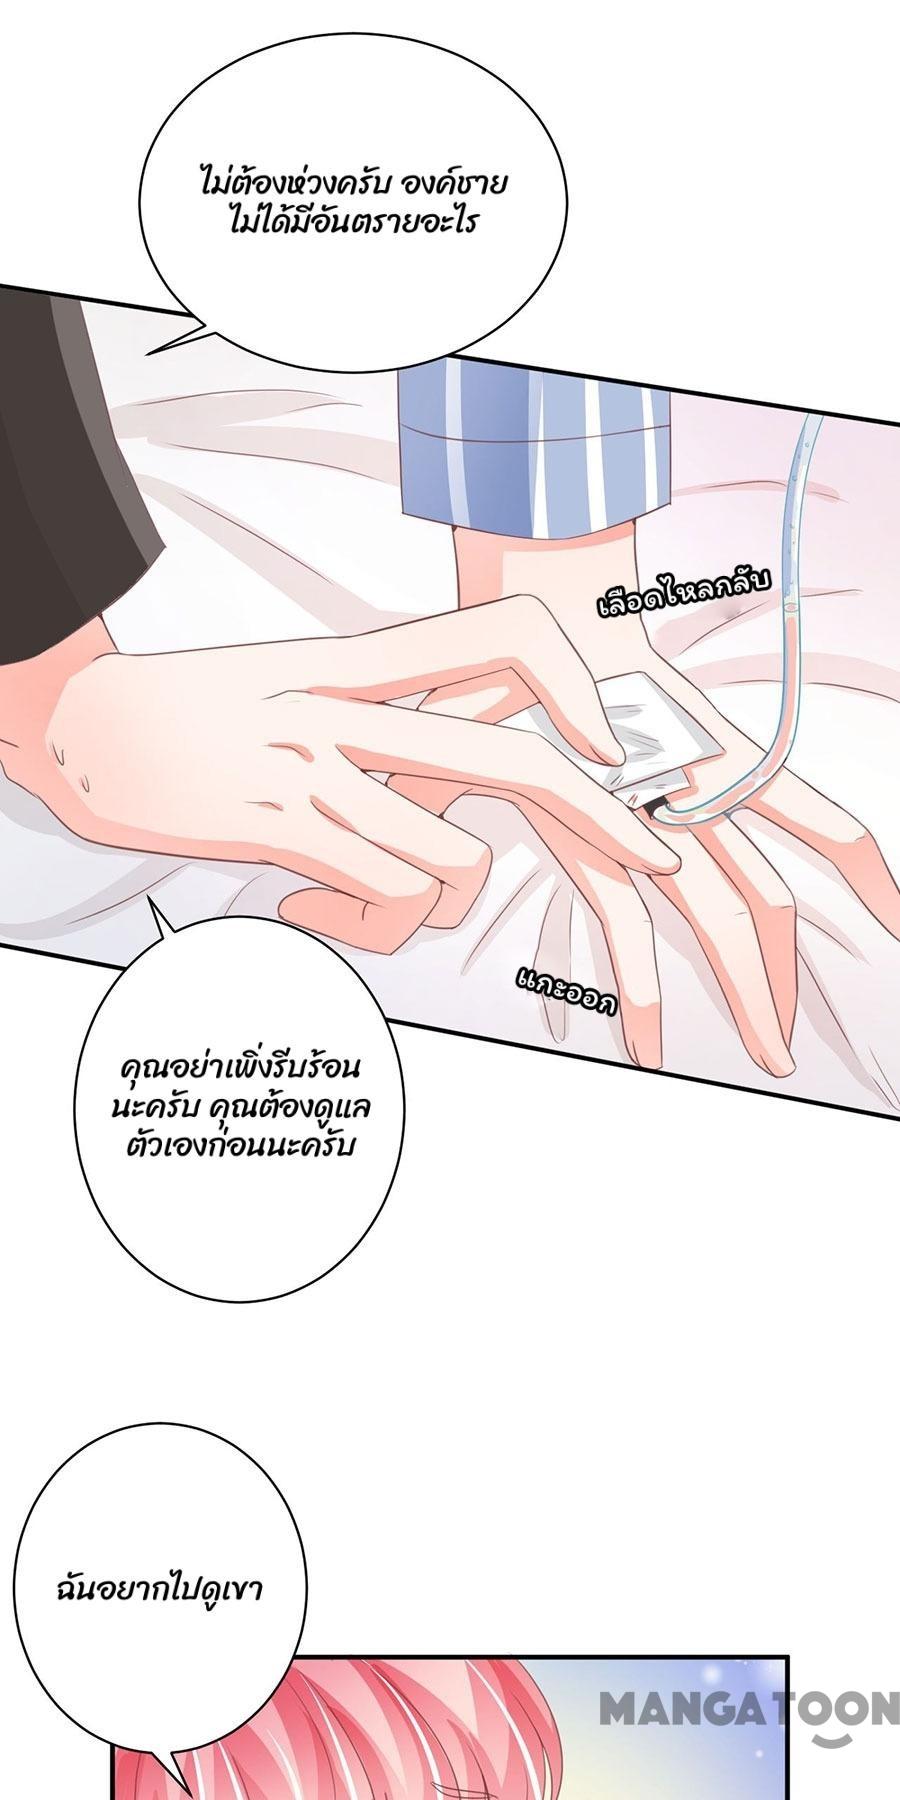 ไม่ต้องห่วงครับ องค์ชาย
ไม่ได้มีอันตรายอะไร
เลือดไหลกลับ
แกะออก
คุณอย่าเพิ่งรีบร้อน
นะครับ คุณต้องดูแล
ตัวเองก่อนนะครับ
ฉันอยากไปดูเขา
MANGATOON